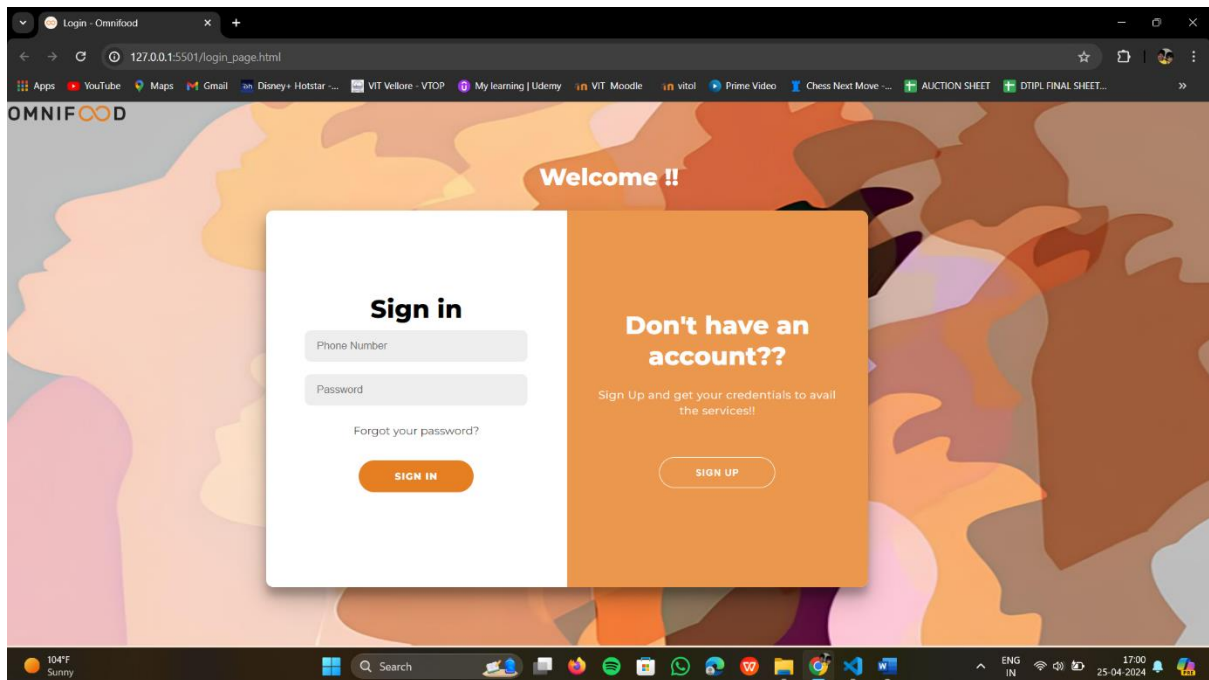 Login - Omnifood
127.0.0.1:5501/login_page.html
Apps YouTube Maps Gmail Disney+ Hotstar -... VIT Vellore - VTOP My learning | Udemy VIT Moodle vitol Prime Video Chess Next Move -... AUCTION SHEET DTIPL FINAL SHEET...
OMNIFOOD
Welcome !!
Sign in
Phone Number
Password
Forgot your password?
SIGN IN
Don't have an
account??
Sign Up and get your credentials to avail
the services!!
SIGN UP
104°F
Sunny
Search
ENG
IN
17:00
25-04-2024